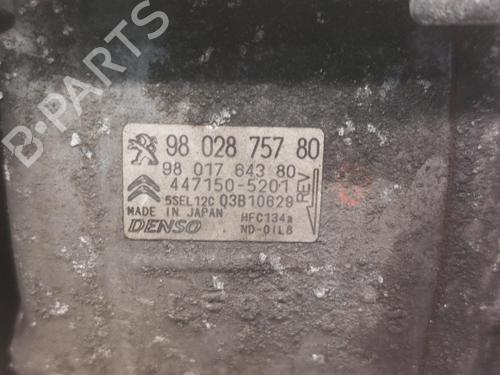 98 028 757 80
98 017 643 80
447150-5201
5SEL12C Q3B10629
REV
MADE IN JAPAN HFC134a
DENSO ND-OIL8
B-PARTS